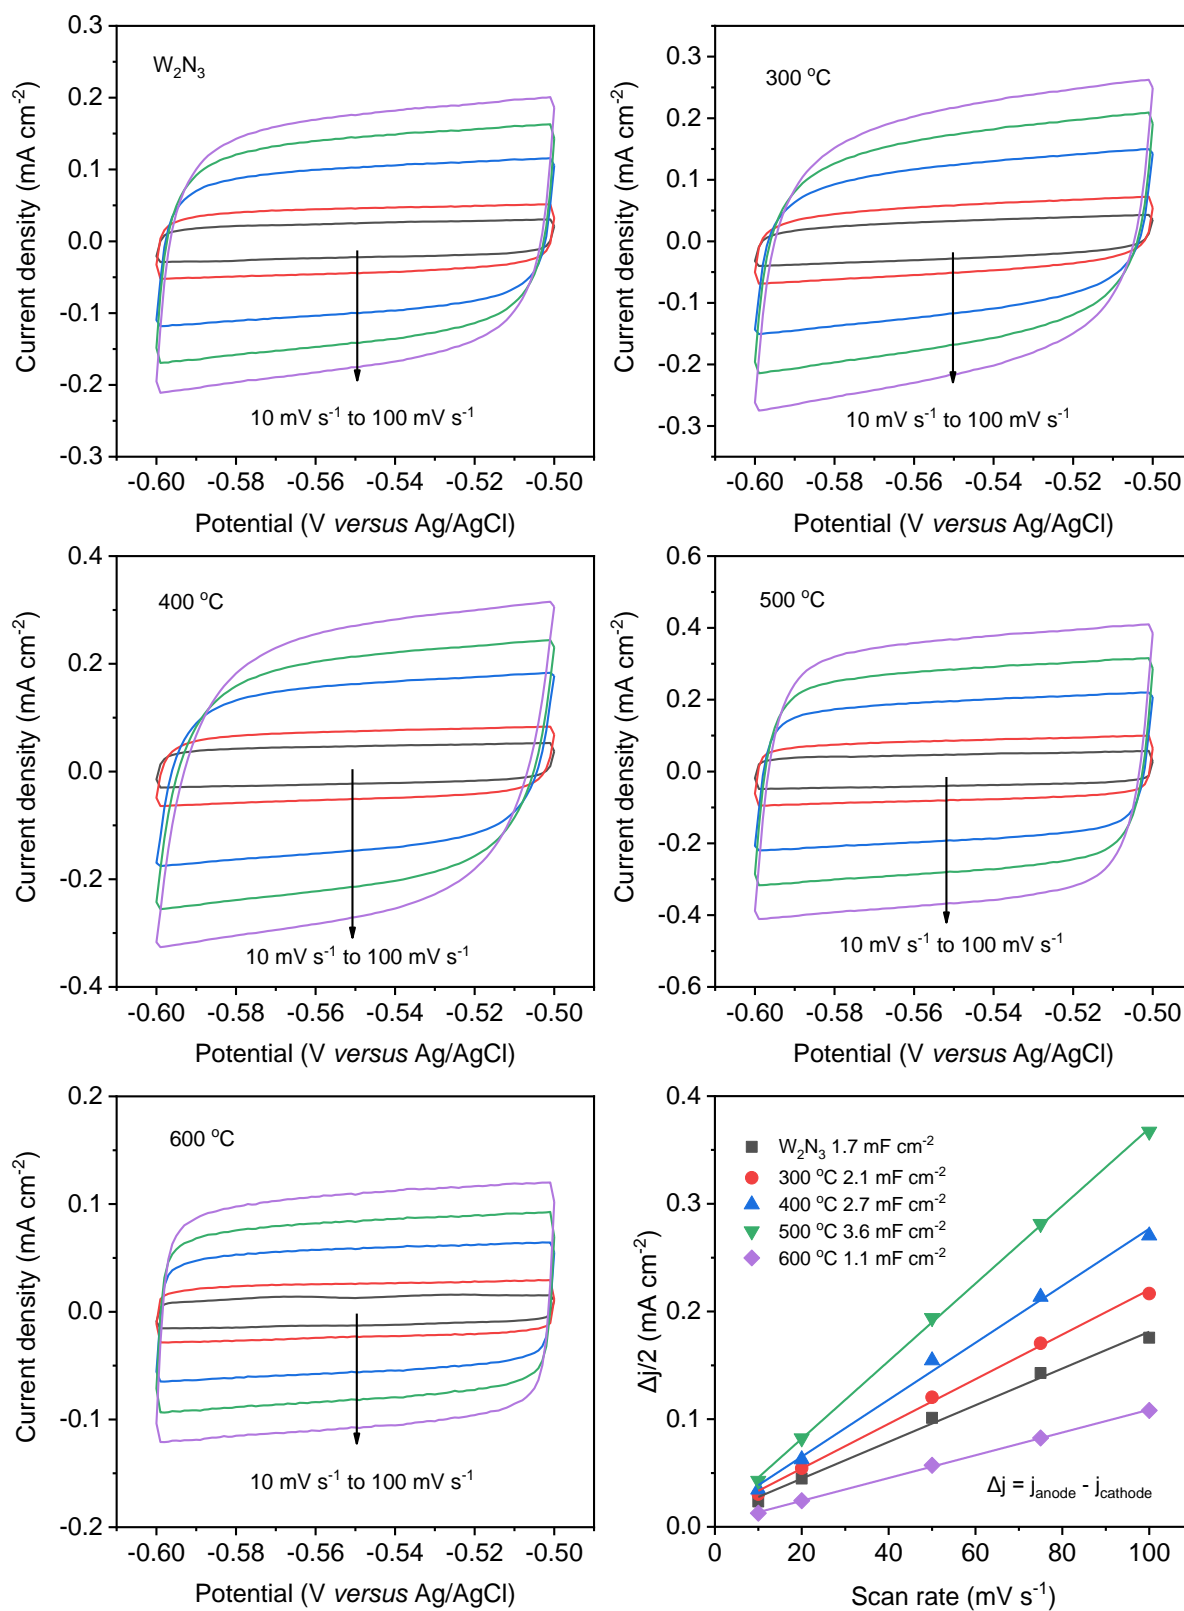 0.3
0.2
0.1
0.0
-0.1
-0.2
-0.3
Current density (mA cm⁻²)
W₂N₃
10 mV s⁻¹ to 100 mV s⁻¹
-0.60 -0.58 -0.56 -0.54 -0.52 -0.50
Potential (V versus Ag/AgCl)
0.3
0.2
0.1
0.0
-0.1
-0.2
-0.3
Current density (mA cm⁻²)
300 °C
10 mV s⁻¹ to 100 mV s⁻¹
-0.60 -0.58 -0.56 -0.54 -0.52 -0.50
Potential (V versus Ag/AgCl)
0.4
0.2
0.0
-0.2
-0.4
Current density (mA cm⁻²)
400 °C
10 mV s⁻¹ to 100 mV s⁻¹
-0.60 -0.58 -0.56 -0.54 -0.52 -0.50
Potential (V versus Ag/AgCl)
0.6
0.4
0.2
0.0
-0.2
-0.4
-0.6
Current density (mA cm⁻²)
500 °C
10 mV s⁻¹ to 100 mV s⁻¹
-0.60 -0.58 -0.56 -0.54 -0.52 -0.50
Potential (V versus Ag/AgCl)
0.2
0.1
0.0
-0.1
-0.2
Current density (mA cm⁻²)
600 °C
10 mV s⁻¹ to 100 mV s⁻¹
-0.60 -0.58 -0.56 -0.54 -0.52 -0.50
Potential (V versus Ag/AgCl)
0.4
0.3
0.2
0.1
0.0
Δj/2 (mA cm⁻²)
W₂N₃ 1.7 mF cm⁻²
300 °C 2.1 mF cm⁻²
400 °C 2.7 mF cm⁻²
500 °C 3.6 mF cm⁻²
600 °C 1.1 mF cm⁻²
Δj = j_anode - j_cathode
0 20 40 60 80 100
Scan rate (mV s⁻¹)